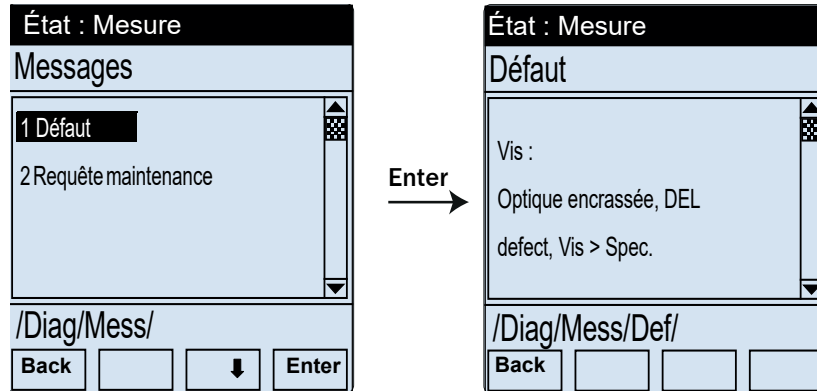 État : Mesure
Messages
1 Défaut
2 Requête maintenance
/Diag/Mess/
Back
Enter
Enter
État : Mesure
Défaut
Vis :
Optique encrassée, DEL
defect, Vis > Spec.
/Diag/Mess/Def/
Back